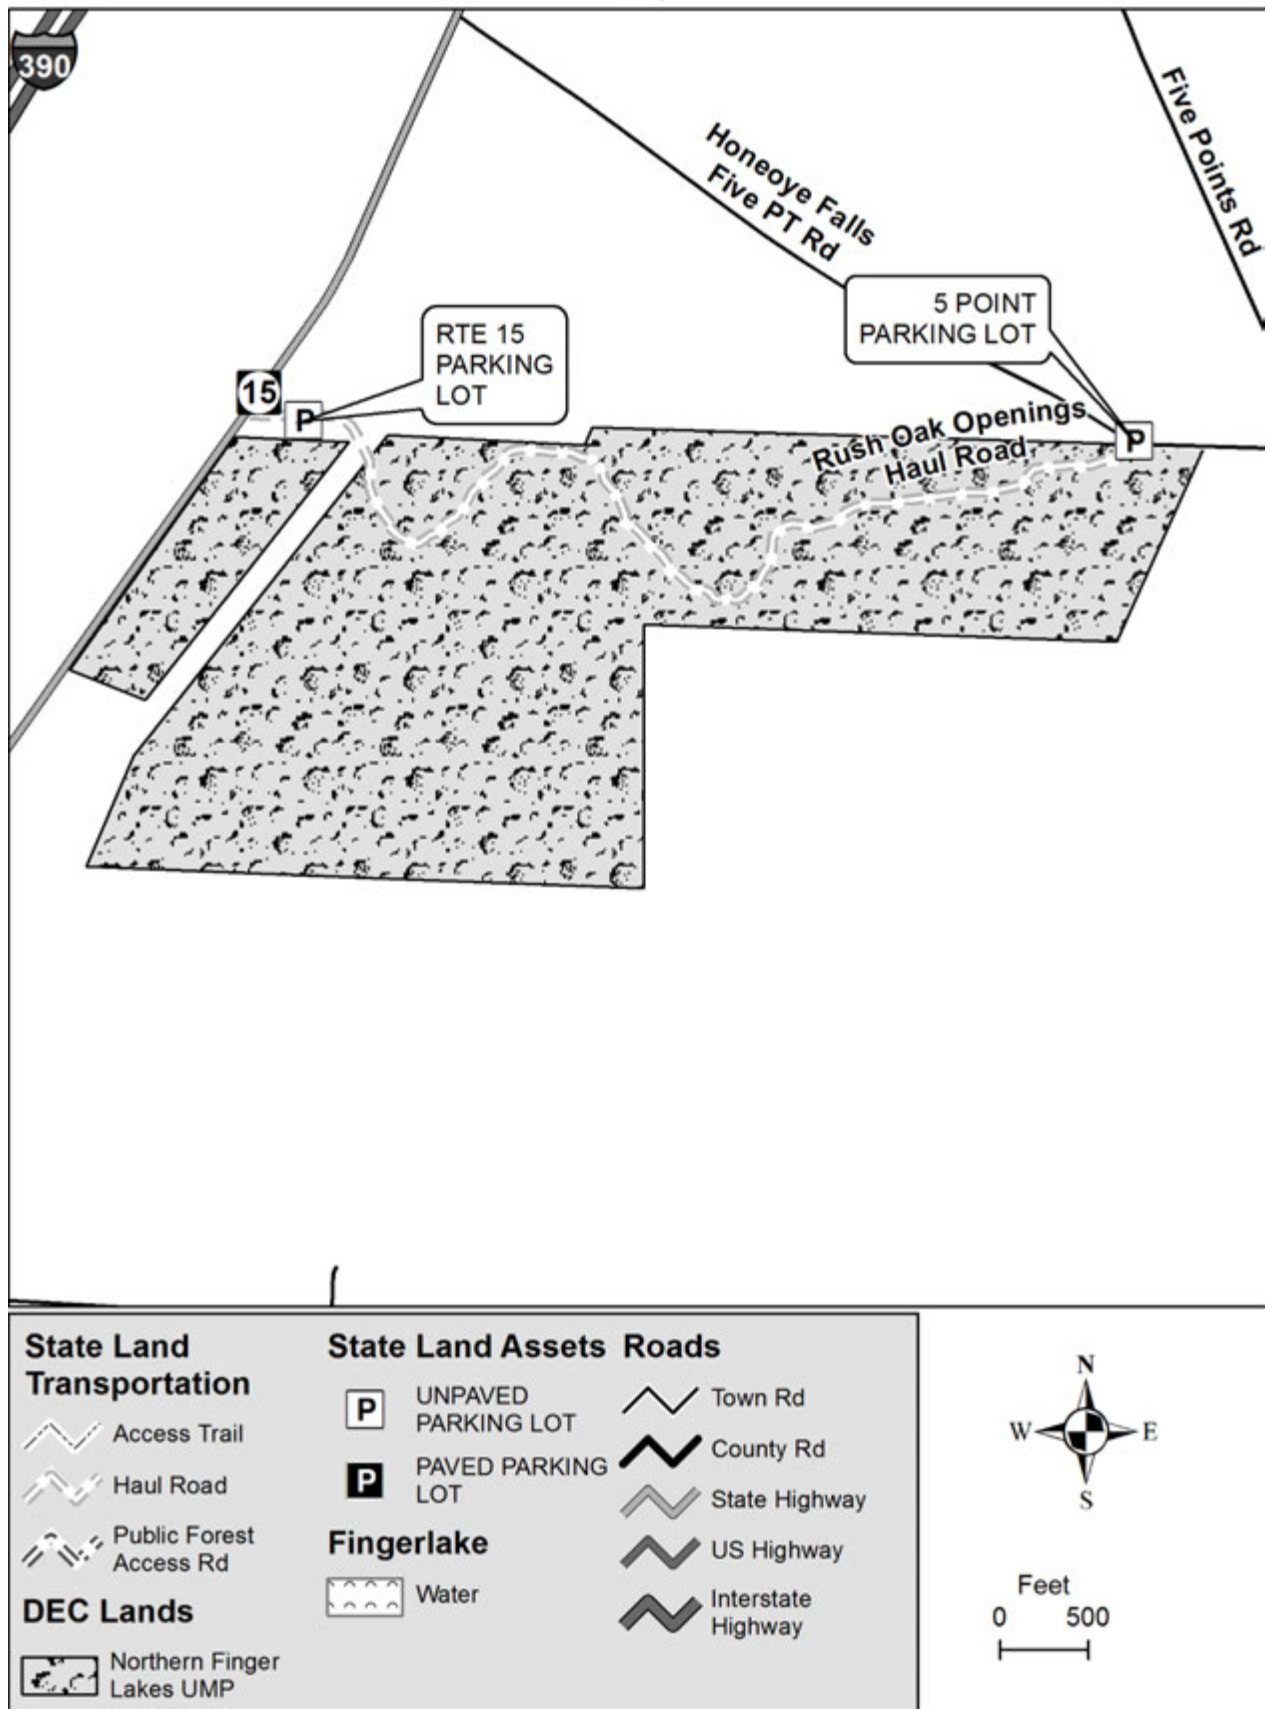 390
Honeoye Falls
Five PT Rd
Five Points Rd
5 POINT
PARKING LOT
RTE 15
PARKING
LOT
15
P
P
Rush Oak Openings
Haul Road
State Land
Transportation
Access Trail
Haul Road
Public Forest
Access Rd
DEC Lands
Northern Finger
Lakes UMP
State Land Assets
P
UNPAVED
PARKING LOT
P
PAVED PARKING
LOT
Fingerlake
Water
Roads
Town Rd
County Rd
State Highway
US Highway
Interstate
Highway
N
W
E
S
Feet
0 500